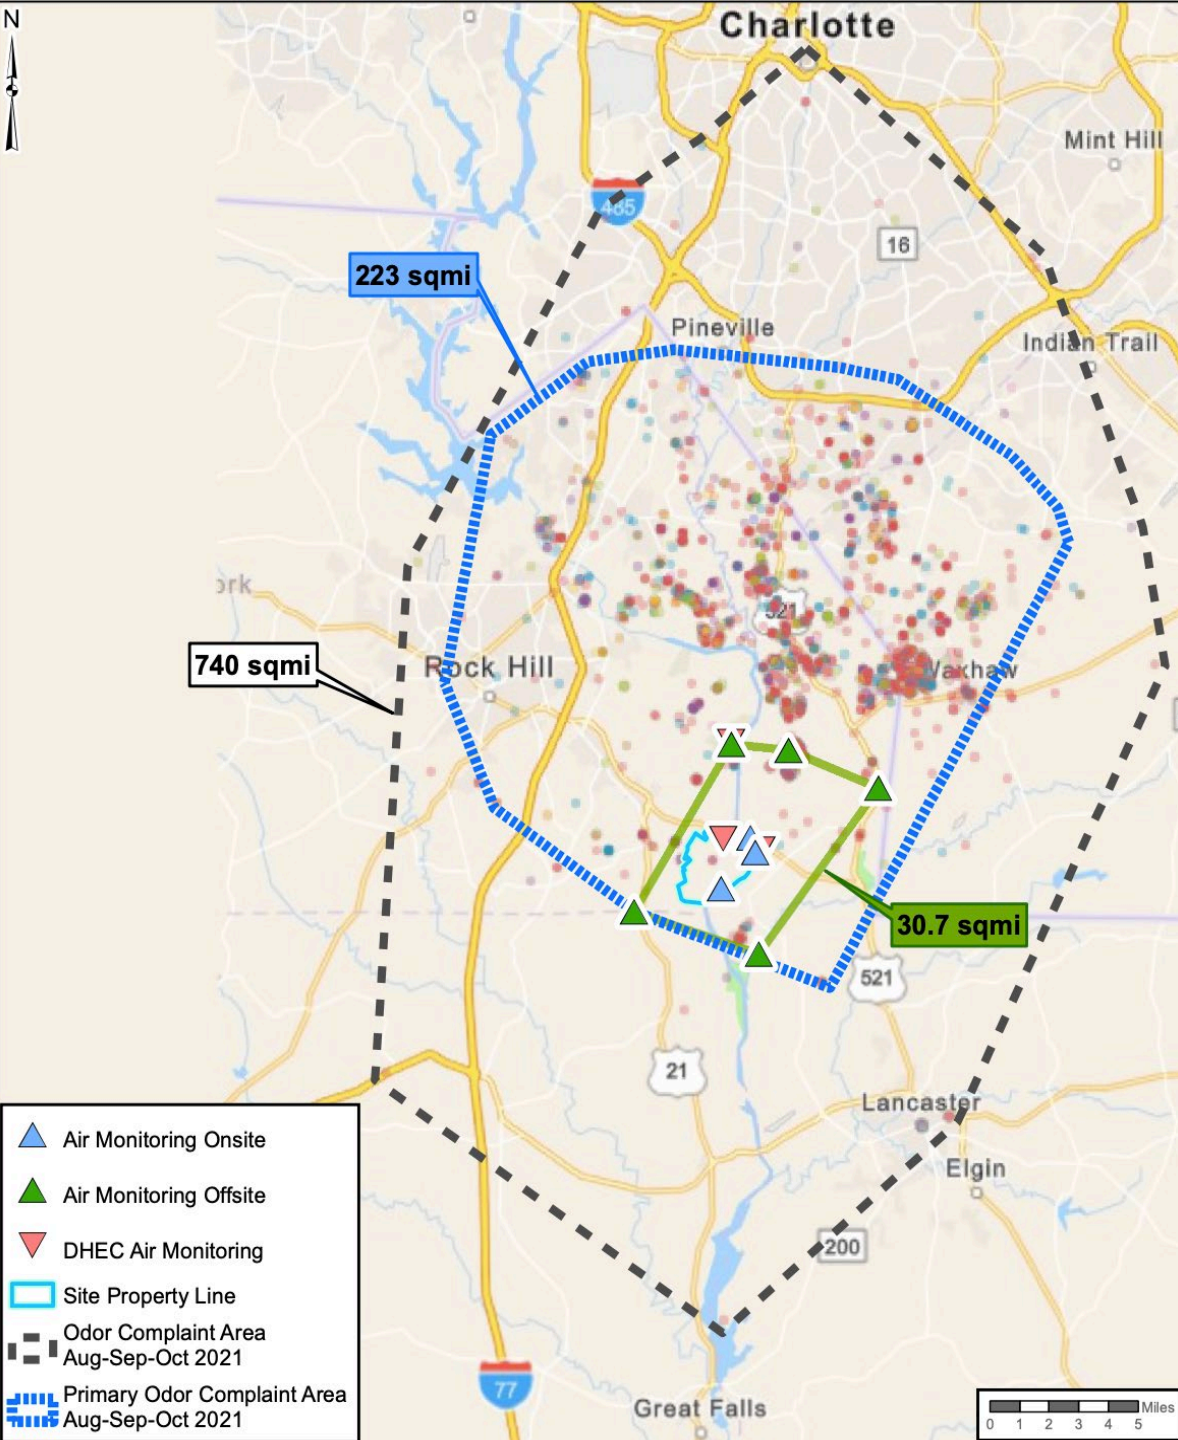 N
Charlotte
Mint Hill
485
16
223 sqmi
Pineville
Indian Trail
ork
521
740 sqmi
Rock Hill
Waxhaw
30.7 sqmi
521
21
Lancaster
Elgin
200
77
Great Falls
Air Monitoring Onsite
Air Monitoring Offsite
DHEC Air Monitoring
Site Property Line
Odor Complaint Area
Aug-Sep-Oct 2021
Primary Odor Complaint Area
Aug-Sep-Oct 2021
Miles
0 1 2 3 4 5